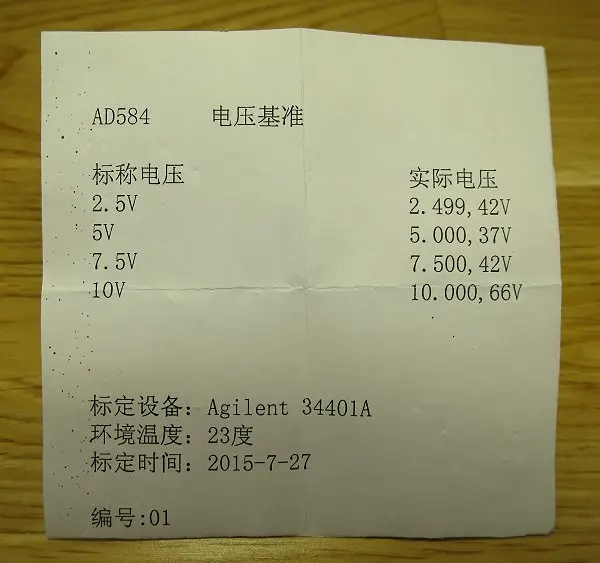 AD584 电压基准
标称电压 实际电压
2.5V 2.499,42V
5V 5.000,37V
7.5V 7.500,42V
10V 10.000,66V
标定设备: Agilent 34401A
环境温度: 23度
标定时间: 2015-7-27
编号:01